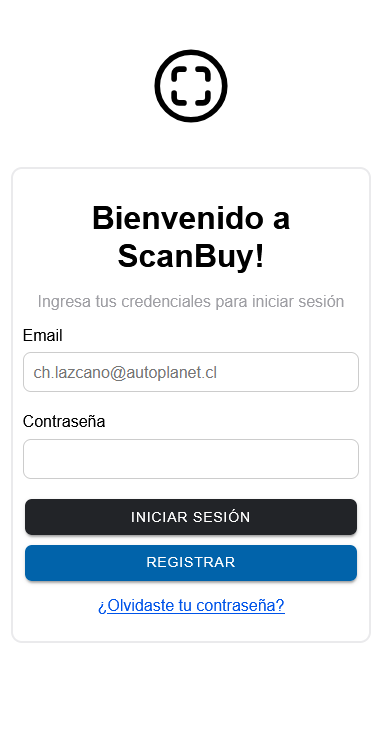 Bienvenido a
ScanBuy!
Ingresa tus credenciales para iniciar sesión
Email
ch.lazcano@autoplanet.cl
Contraseña
INICIAR SESIÓN
REGISTRAR
¿Olvidaste tu contraseña?